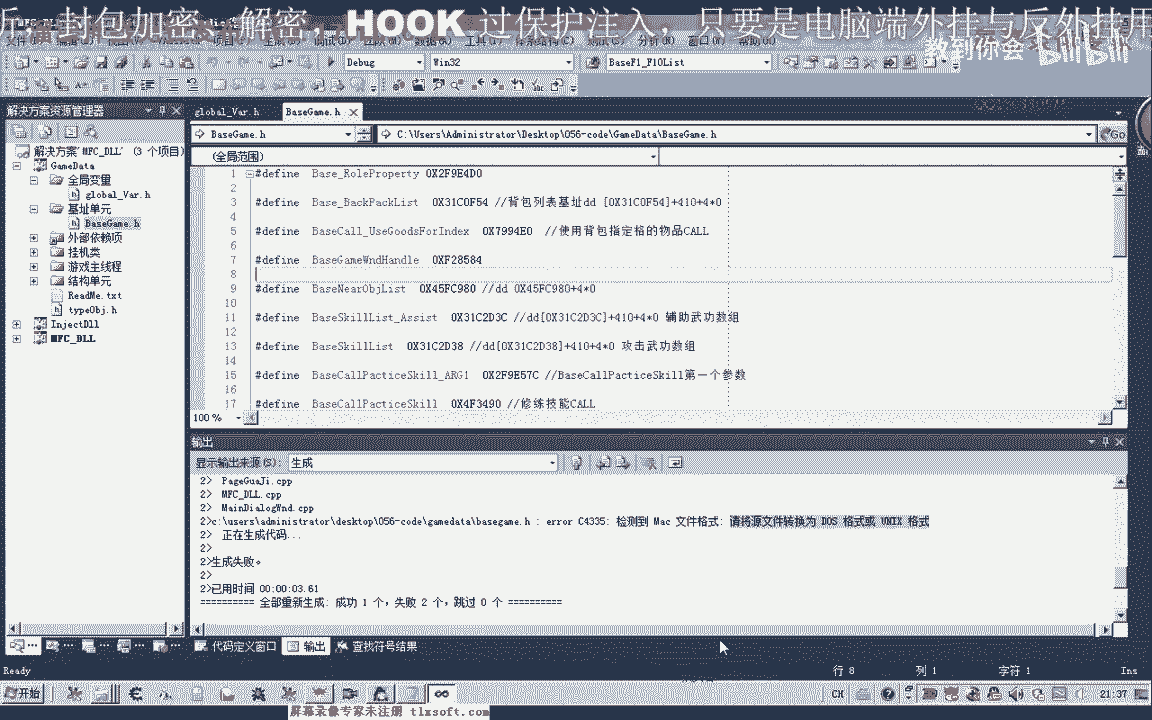 封包加密、解密，HOOK 过保护注入，只要是电脑端外挂与反外挂用
教到你会 bilibili
Debug Win32 BaseF1_F10List
解决方案资源管理器
global_Var.h BaseGame.h
BaseGame.h C:\Users\Administrator\Desktop\056-code\GameData\BaseGame.h Go
(全局范围)
解决方案"MFC_DLL" (3 个项目)
GameData
全局变量
global_Var.h
基址单元
BaseGame.h
外部依赖项
挂机类
游戏主线程
结构单元
ReadMe.txt
typeObj.h
InjectDll
MFC_DLL
1 #define Base_RoleProperty 0X2F9E4D0
2
3 #define Base_BackPackList 0X31C0F54 //背包列表基址dd [0X31C0F54]+410+4*0
4
5 #define BaseCall_UseGoodsForIndex 0X7994E0 //使用背包指定格的物品CALL
6
7 #define BaseGameWndHandle 0XF28584
8
9 #define BaseNearObjList 0X45FC980 //dd 0X45FC980+4*0
10
11 #define BaseSkillList_Assist 0X31C2D3C //dd[0X31C2D3C]+410+4*0 辅助武功数组
12
13 #define BaseSkillList 0X31C2D38 //dd[0X31C2D38]+410+4*0 攻击武功数组
14
15 #define BaseCallPacticeSkill_ARG1 0X2F9E57C //BaseCallPacticeSkill第一个参数
16
17 #define BaseCallPacticeSkill 0X4F3490 //修练技能CALL
100 %
输出
显示输出来源(S): 生成
2> PageGuaJi.cpp
2> MFC_DLL.cpp
2> MainDialogWnd.cpp
2>c:\users\administrator\desktop\056-code\gamedata\basegame.h : error C4335: 检测到 Mac 文件格式: 请将源文件转换为 DOS 格式或 UNIX 格式
2> 正在生成代码...
2>
2>生成失败。
2>
2>已用时间 00:00:03.61
========== 全部重新生成: 成功 1 个，失败 2 个，跳过 0 个 ==========
代码定义窗口 输出 查找符号结果
Ready 行 8 列 1 字符 1 Ins
开始 CH 21:37
屏幕录像专家未注册 tlxsoft.com